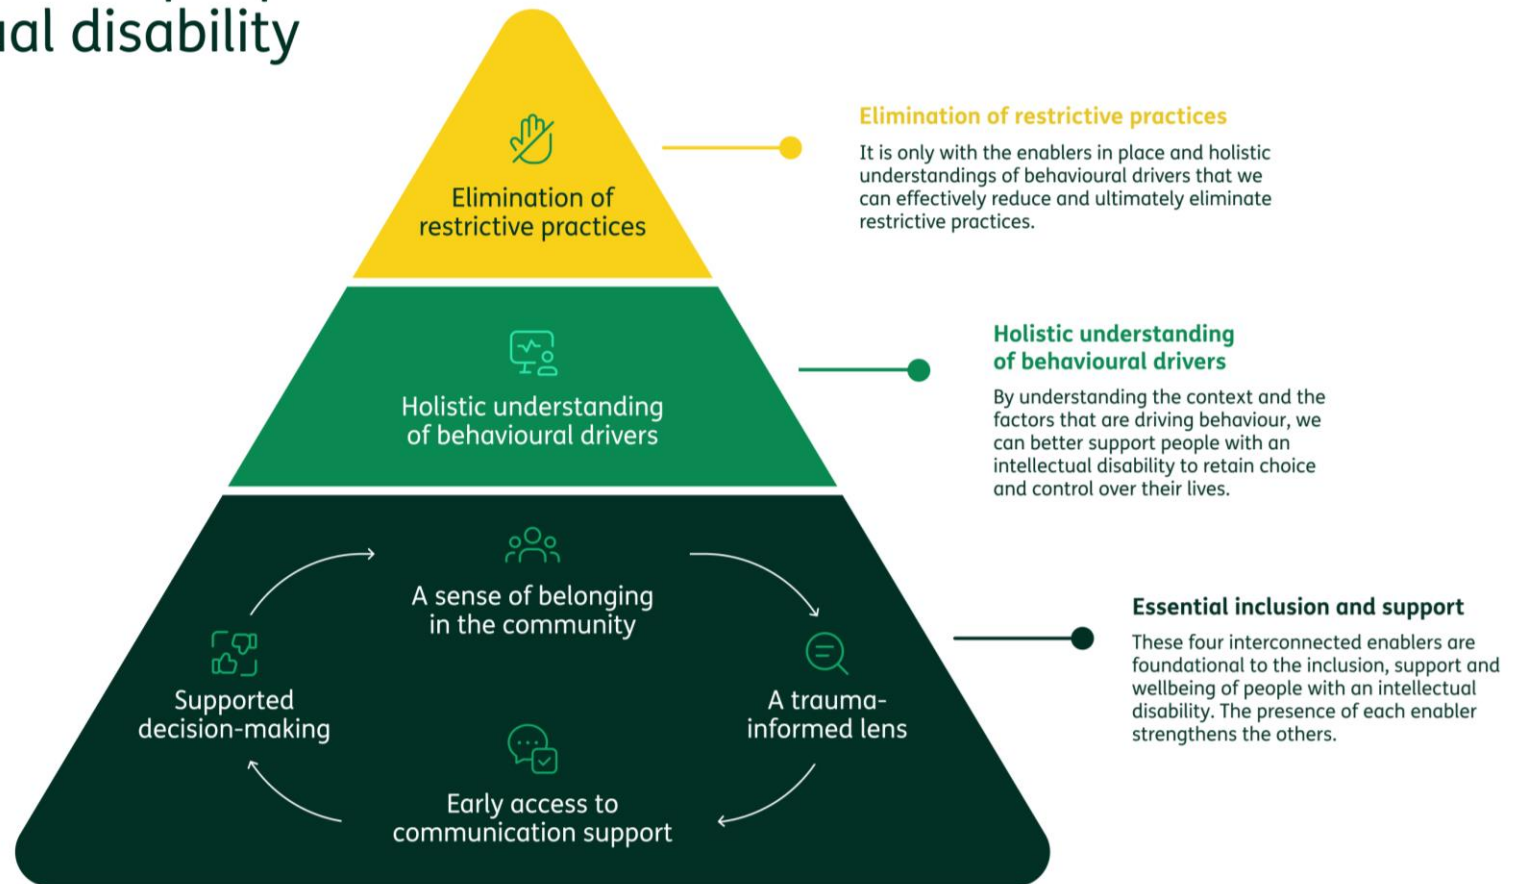 disability
Elimination of
restrictive practices
Elimination of restrictive practices
It is only with the enablers in place and holistic
understandings of behavioural drivers that we
can effectively reduce and ultimately eliminate
restrictive practices.
Holistic understanding
of behavioural drivers
Holistic understanding
of behavioural drivers
By understanding the context and the
factors that are driving behaviour, we
can better support people with an
intellectual disability to retain choice
and control over their lives.
A sense of belonging
in the community
Supported
decision-making
A trauma-
informed lens
Early access to
communication support
Essential inclusion and support
These four interconnected enablers are
foundational to the inclusion, support and
wellbeing of people with an intellectual
disability. The presence of each enabler
strengthens the others.